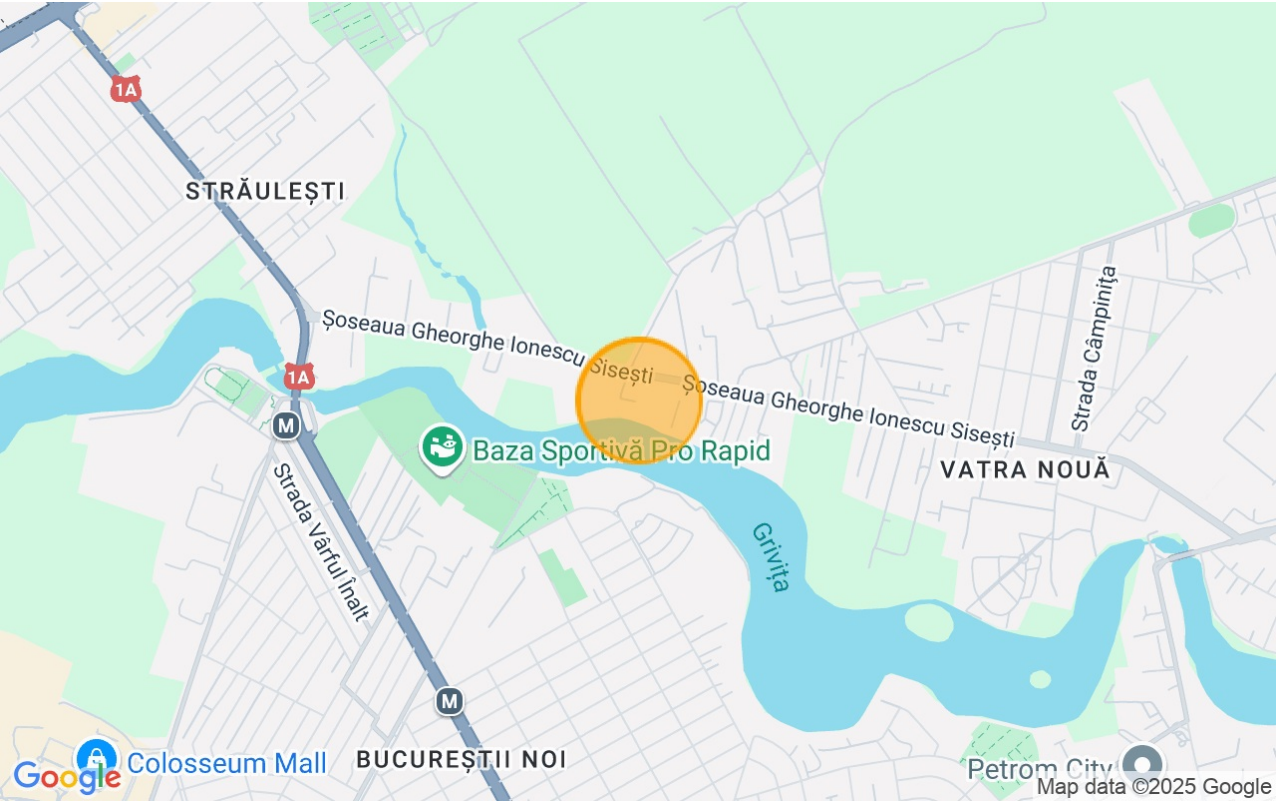 1A
STRĂULEȘTI
Șoseaua Gheorghe Ionescu Sisești
Șoseaua Gheorghe Ionescu Sisești
Strada Câmpinița
1A
M
Baza Sportivă Pro Rapid
VATRA NOUĂ
Strada Vârful Înalt
Grivița
M
Colosseum Mall
BUCUREȘTII NOI
Petrom City
Google
Map data ©2025 Google